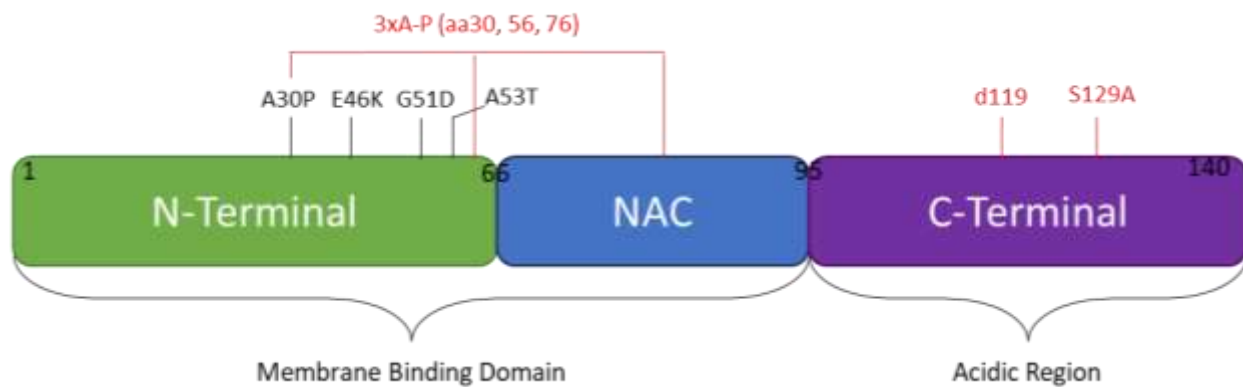 3xA-P (aa30, 56, 76)
A30P E46K G51D A53T d119 S129A
1 66 95 140
N-Terminal NAC C-Terminal
Membrane Binding Domain Acidic Region